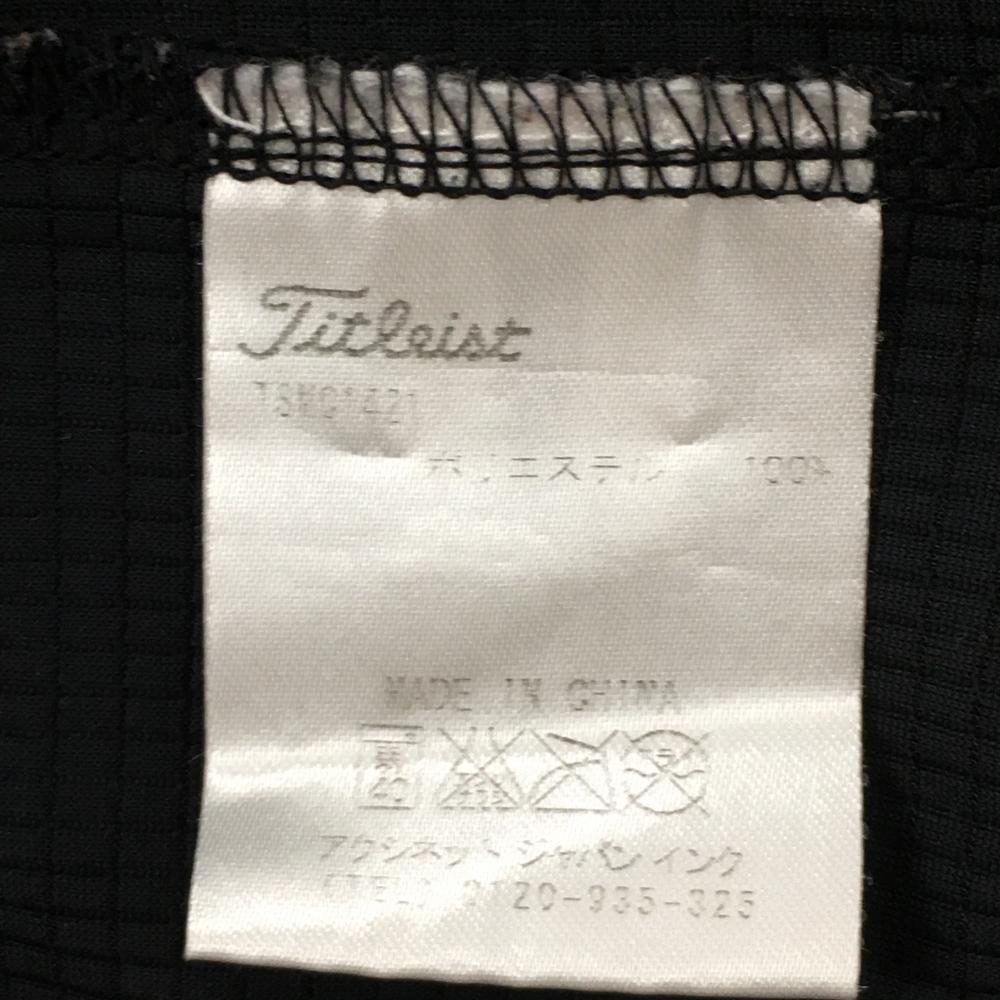 Titleist
TSMC1421
ポリエステル 100%
MADE IN CHINA
アクシネット ジャパン インク
(TEL) 0120-935-325